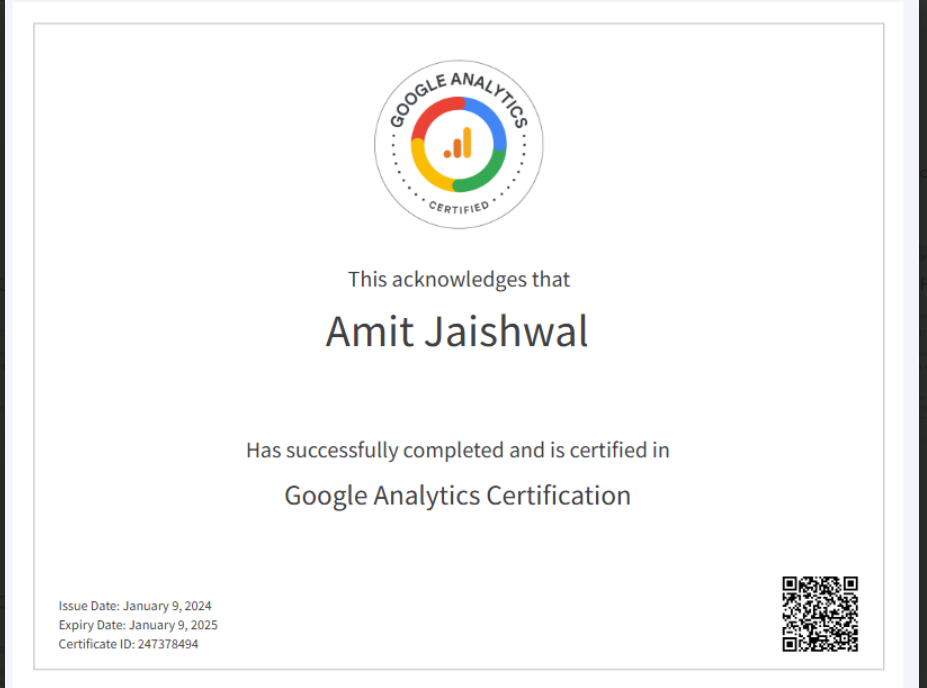 GOOGLE ANALYTICS
CERTIFIED
This acknowledges that
Amit Jaishwal
Has successfully completed and is certified in
Google Analytics Certification
Issue Date: January 9, 2024
Expiry Date: January 9, 2025
Certificate ID: 247378494